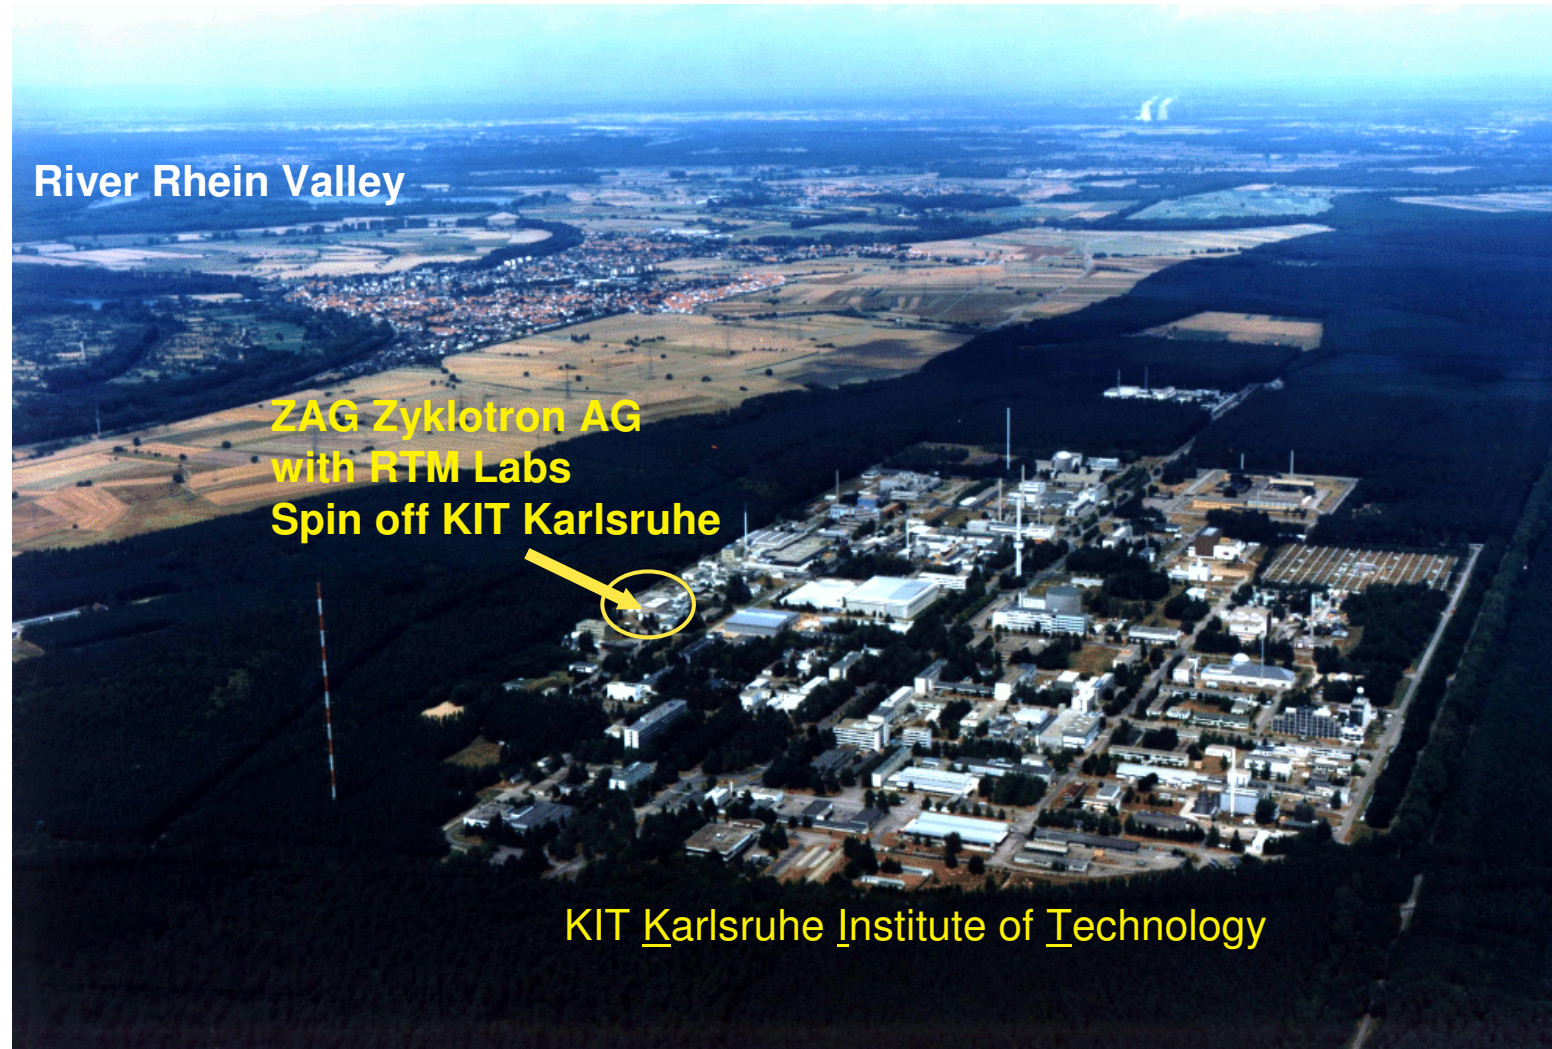 River Rhein Valley
ZAG Zyklotron AG
with RTM Labs
Spin off KIT Karlsruhe
KIT Karlsruhe Institute of Technology